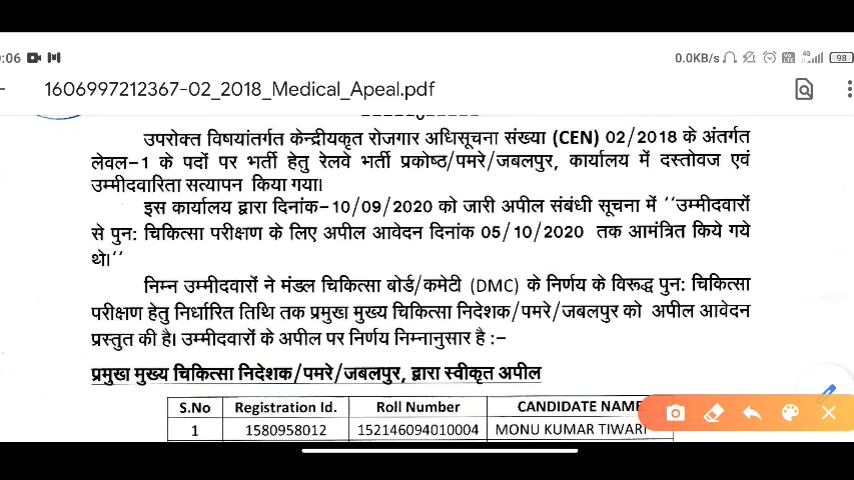 :06
0.0KB/s 4G 98
1606997212367-02_2018_Medical_Apeal.pdf
उपरोक्त विषयांतर्गत केन्द्रीयकृत रोजगार अधिसूचना संख्या (CEN) 02/2018 के अंतर्गत
लेवल-1 के पदों पर भर्ती हेतु रेलवे भर्ती प्रकोष्ठ/पमरे/जबलपुर, कार्यालय में दस्तोवज एवं
उम्मीदवारिता सत्यापन किया गया।
इस कार्यालय द्वारा दिनांक-10/09/2020 को जारी अपील संबंधी सूचना में ''उम्मीदवारों
से पुन: चिकित्सा परीक्षण के लिए अपील आवेदन दिनांक 05/10/2020 तक आमंत्रित किये गये
थे।''
निम्न उम्मीदवारों ने मंडल चिकित्सा बोर्ड/कमेटी (DMC) के निर्णय के विरूद्ध पुन: चिकित्सा
परीक्षण हेतु निर्धारित तिथि तक प्रमुख मुख्य चिकित्सा निदेशक/पमरे/जबलपुर को अपील आवेदन
प्रस्तुत की है। उम्मीदवारों के अपील पर निर्णय निम्नानुसार है :-
प्रमुख मुख्य चिकित्सा निदेशक/पमरे/जबलपुर, द्वारा स्वीकृत अपील
S.No Registration Id. Roll Number CANDIDATE NAME
1 1580958012 152146094010004 MONU KUMAR TIWARI